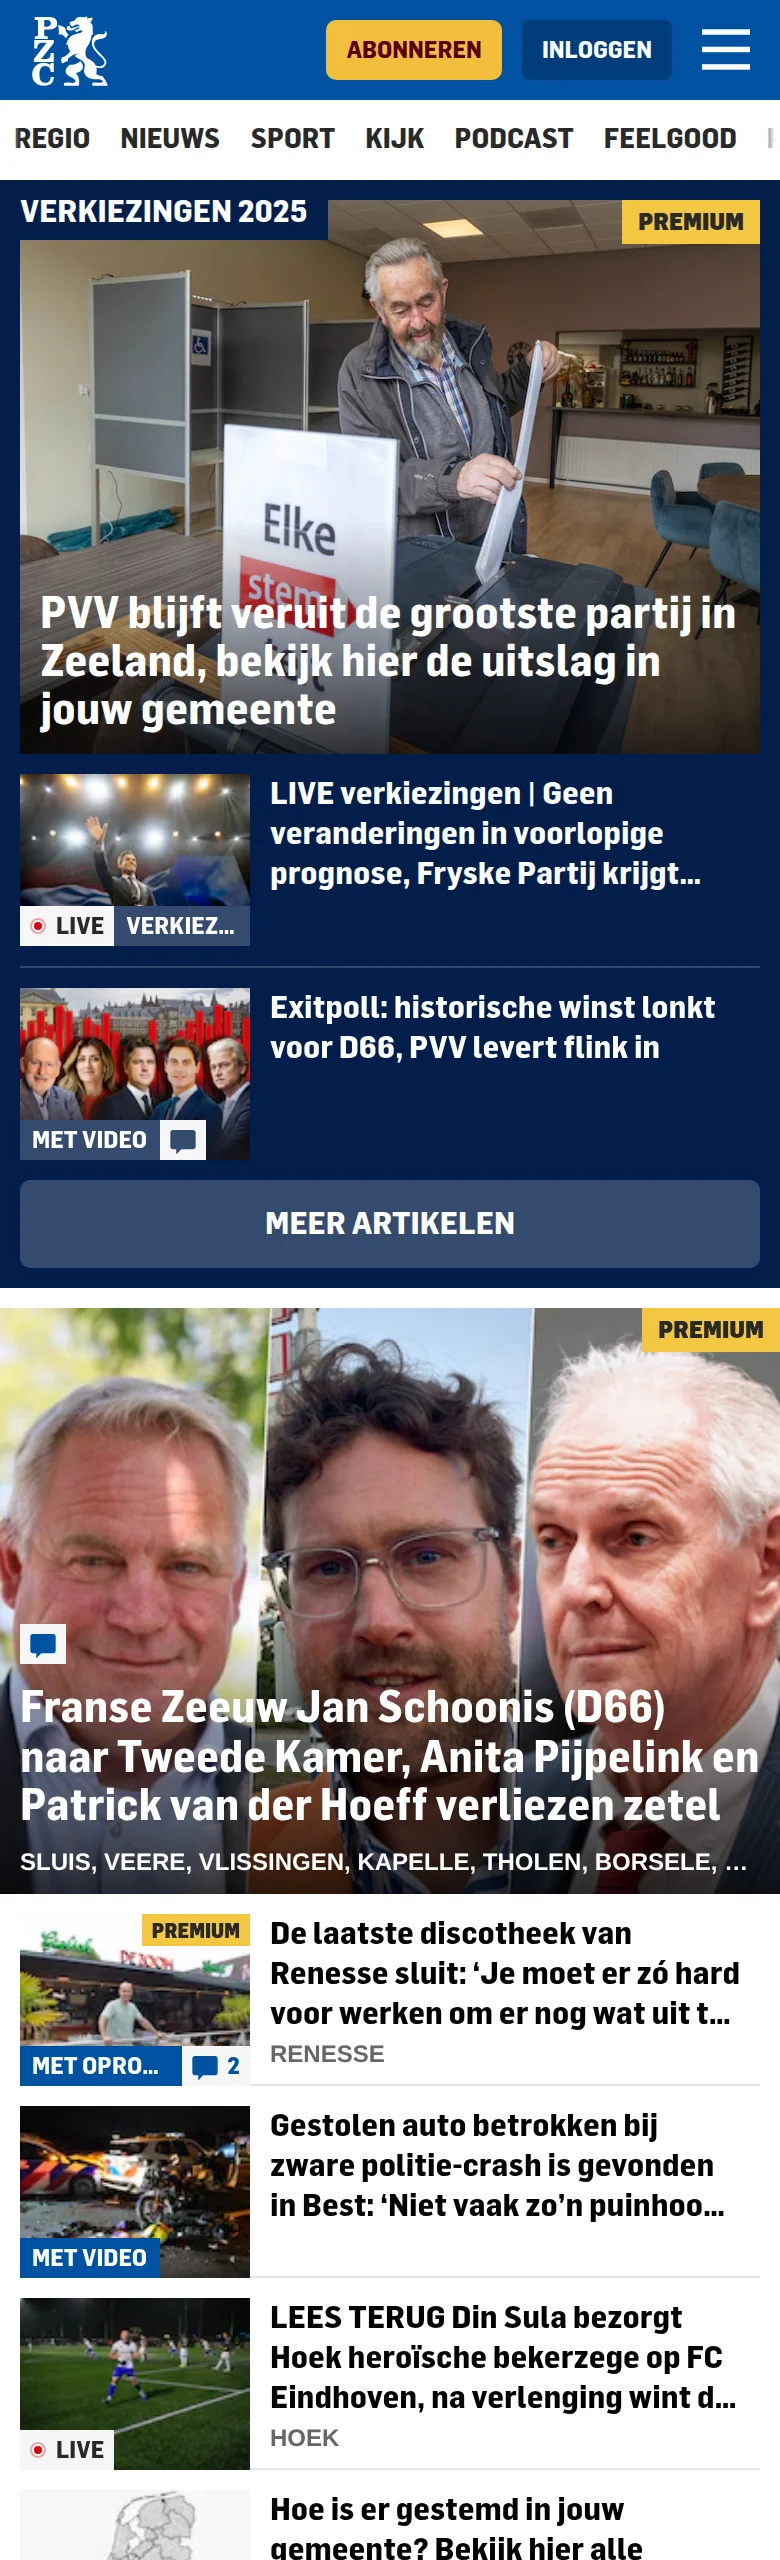 P
Z
C
ABONNEREN
INLOGGEN
REGIO NIEUWS SPORT KIJK PODCAST FEELGOOD
VERKIEZINGEN 2025
PREMIUM
Elke
stem
PVV blijft veruit de grootste partij in
Zeeland, bekijk hier de uitslag in
jouw gemeente
LIVE verkiezingen | Geen
veranderingen in voorlopige
prognose, Fryske Partij krijgt...
LIVE VERKIEZ...
Exitpoll: historische winst lonkt
voor D66, PVV levert flink in
MET VIDEO
MEER ARTIKELEN
PREMIUM
Franse Zeeuw Jan Schoonis (D66)
naar Tweede Kamer, Anita Pijpelink en
Patrick van der Hoeff verliezen zetel
SLUIS, VEERE, VLISSINGEN, KAPELLE, THOLEN, BORSELE, ...
PREMIUM
Grolsch
DE ZOOM
MET OPRO... 2
De laatste discotheek van
Renesse sluit: ‘Je moet er zó hard
voor werken om er nog wat uit t...
RENESSE
Gestolen auto betrokken bij
zware politie-crash is gevonden
in Best: ‘Niet vaak zo’n puinhoo...
MET VIDEO
LEES TERUG Din Sula bezorgt
Hoek heroïsche bekerzege op FC
Eindhoven, na verlenging wint d...
HOEK
LIVE
Hoe is er gestemd in jouw
gemeente? Bekijk hier alle